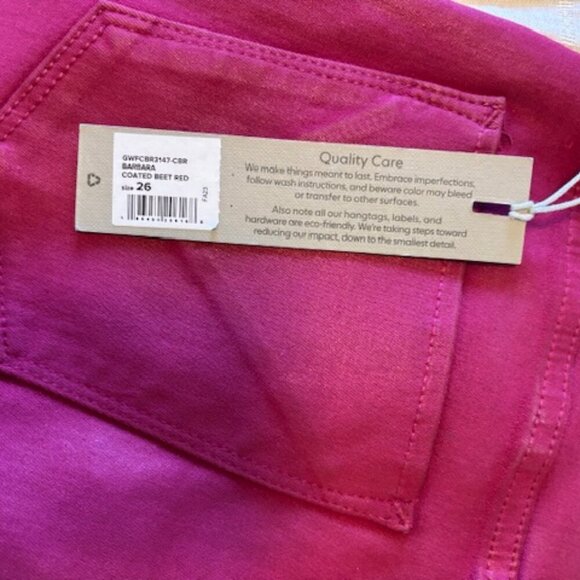 GWFCBR3147-CBR
BARBARA
COATED BEET RED
size 26
FA23
Quality Care
We make things meant to last. Embrace imperfections,
follow wash instructions, and beware color may bleed
or transfer to other surfaces.
Also note all our hangtags, labels, and
hardware are eco-friendly. We're taking steps toward
reducing our impact, down to the smallest detail.